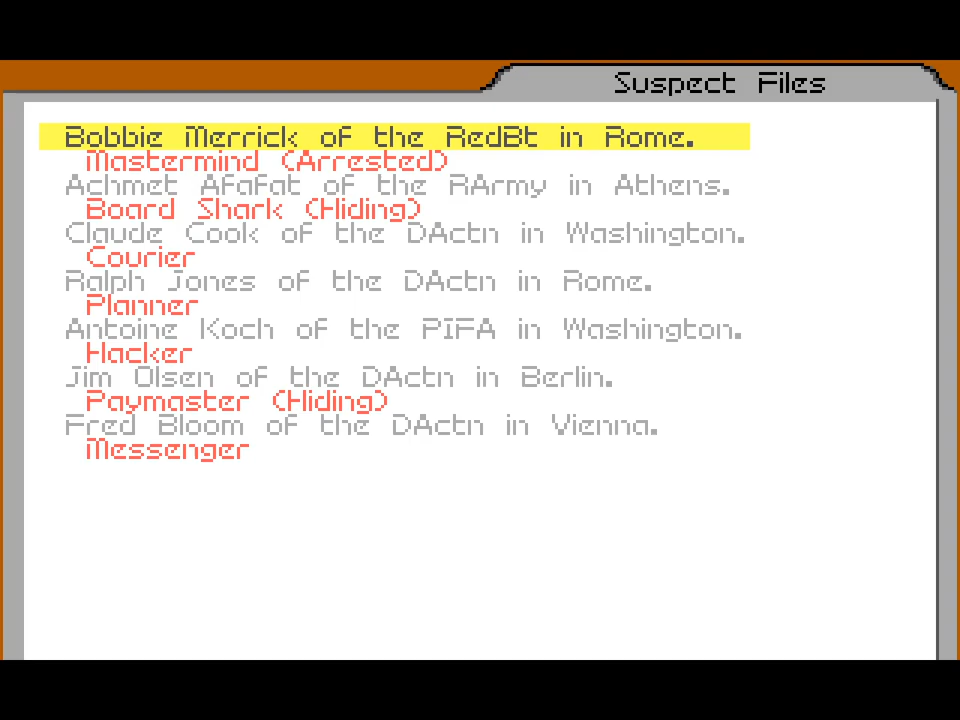 Suspect Files
Bobbie Merrick of the RedBt in Rome.
Mastermind (Arrested)
Achmet Afafat of the RArmy in Athens.
Board Shark (Hiding)
Claude Cook of the DActn in Washington.
Courier
Ralph Jones of the DActn in Rome.
Planner
Antoine Koch of the PIFA in Washington.
Hacker
Jim Olsen of the DActn in Berlin.
Paymaster (Hiding)
Fred Bloom of the DActn in Vienna.
Messenger